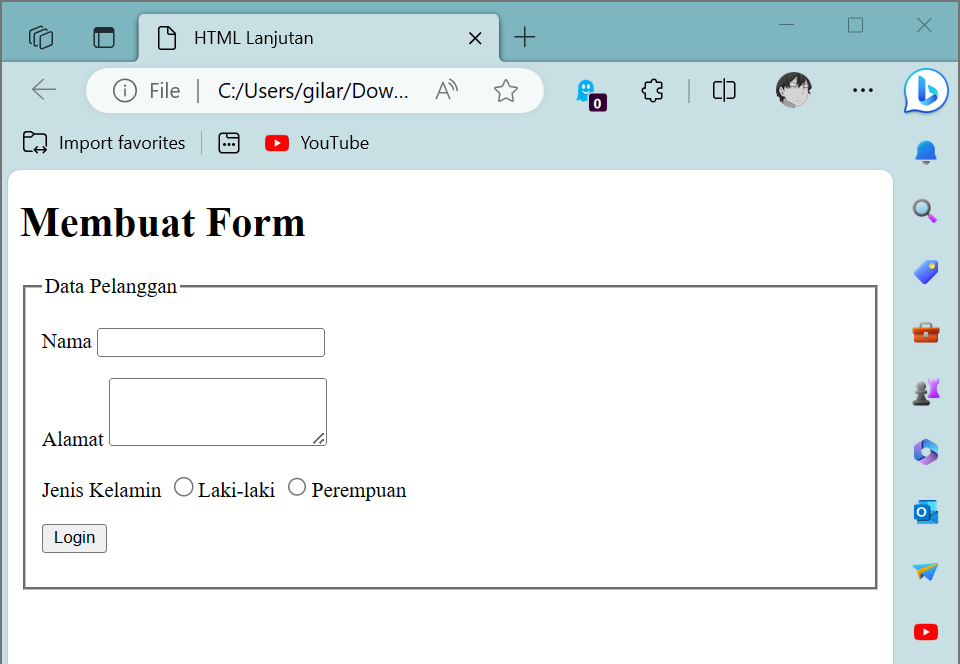 HTML Lanjutan
File C:/Users/gilar/Dow... A 0
Import favorites YouTube
Membuat Form
Data Pelanggan
Nama
Alamat
Jenis Kelamin Laki-laki Perempuan
Login